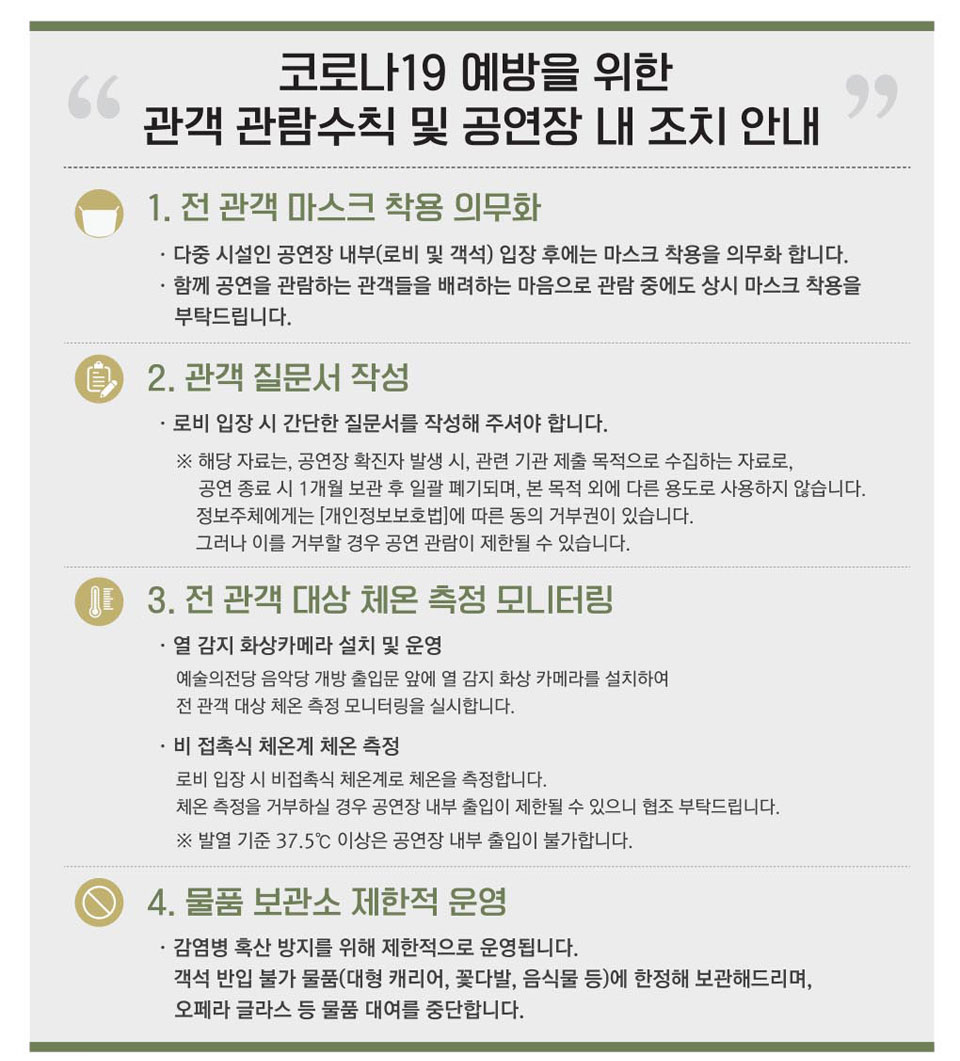 “ 코로나19 예방을 위한 ”
관객 관람수칙 및 공연장 내 조치 안내
1. 전 관객 마스크 착용 의무화
· 다중 시설인 공연장 내부(로비 및 객석) 입장 후에는 마스크 착용을 의무화 합니다.
· 함께 공연을 관람하는 관객들을 배려하는 마음으로 관람 중에도 상시 마스크 착용을
부탁드립니다.
2. 관객 질문서 작성
· 로비 입장 시 간단한 질문서를 작성해 주셔야 합니다.
※ 해당 자료는, 공연장 확진자 발생 시, 관련 기관 제출 목적으로 수집하는 자료로,
공연 종료 시 1개월 보관 후 일괄 폐기되며, 본 목적 외에 다른 용도로 사용하지 않습니다.
정보주체에게는 [개인정보보호법]에 따른 동의 거부권이 있습니다.
그러나 이를 거부할 경우 공연 관람이 제한될 수 있습니다.
3. 전 관객 대상 체온 측정 모니터링
· 열 감지 화상카메라 설치 및 운영
예술의전당 음악당 개방 출입문 앞에 열 감지 화상 카메라를 설치하여
전 관객 대상 체온 측정 모니터링을 실시합니다.
· 비 접촉식 체온계 체온 측정
로비 입장 시 비접촉식 체온계로 체온을 측정합니다.
체온 측정을 거부하실 경우 공연장 내부 출입이 제한될 수 있으니 협조 부탁드립니다.
※ 발열 기준 37.5℃ 이상은 공연장 내부 출입이 불가합니다.
4. 물품 보관소 제한적 운영
· 감염병 혹산 방지를 위해 제한적으로 운영됩니다.
객석 반입 불가 물품(대형 캐리어, 꽃다발, 음식물 등)에 한정해 보관해드리며,
오페라 글라스 등 물품 대여를 중단합니다.